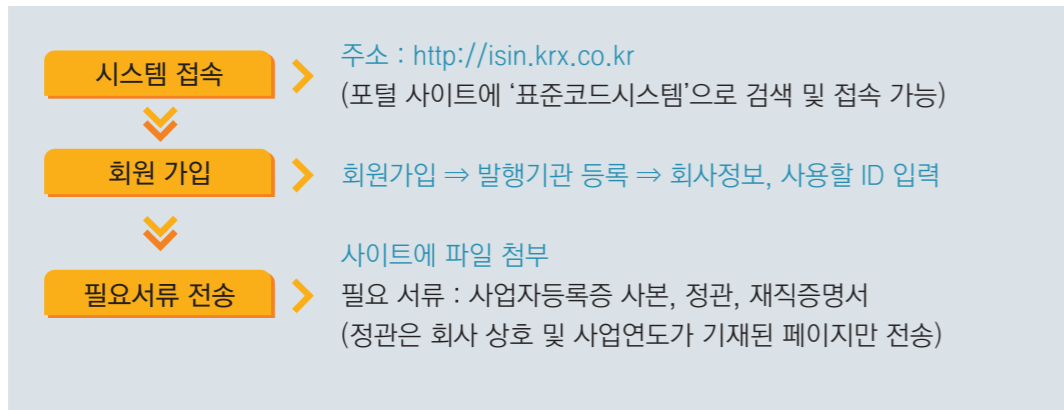 시스템 접속
주소 : http://isin.krx.co.kr
(포털 사이트에 ‘표준코드시스템’으로 검색 및 접속 가능)
회원 가입
회원가입 ⇒ 발행기관 등록 ⇒ 회사정보, 사용할 ID 입력
필요서류 전송
사이트에 파일 첨부
필요 서류 : 사업자등록증 사본, 정관, 재직증명서
(정관은 회사 상호 및 사업연도가 기재된 페이지만 전송)